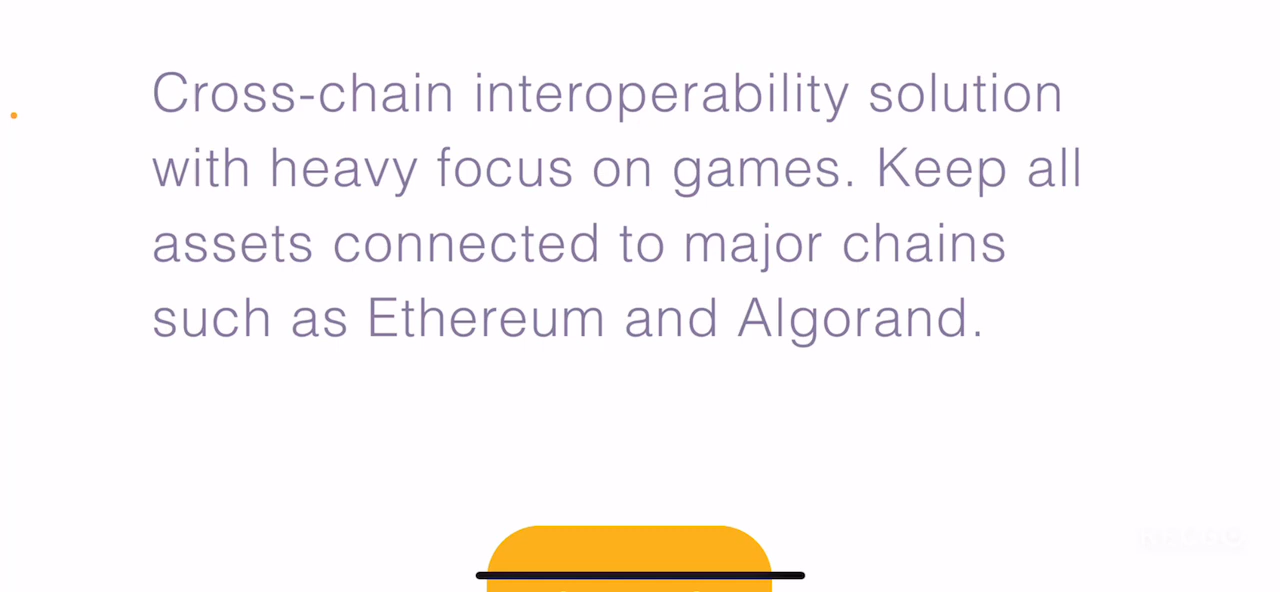 Cross-chain interoperability solution
with heavy focus on games. Keep all
assets connected to major chains
such as Ethereum and Algorand.